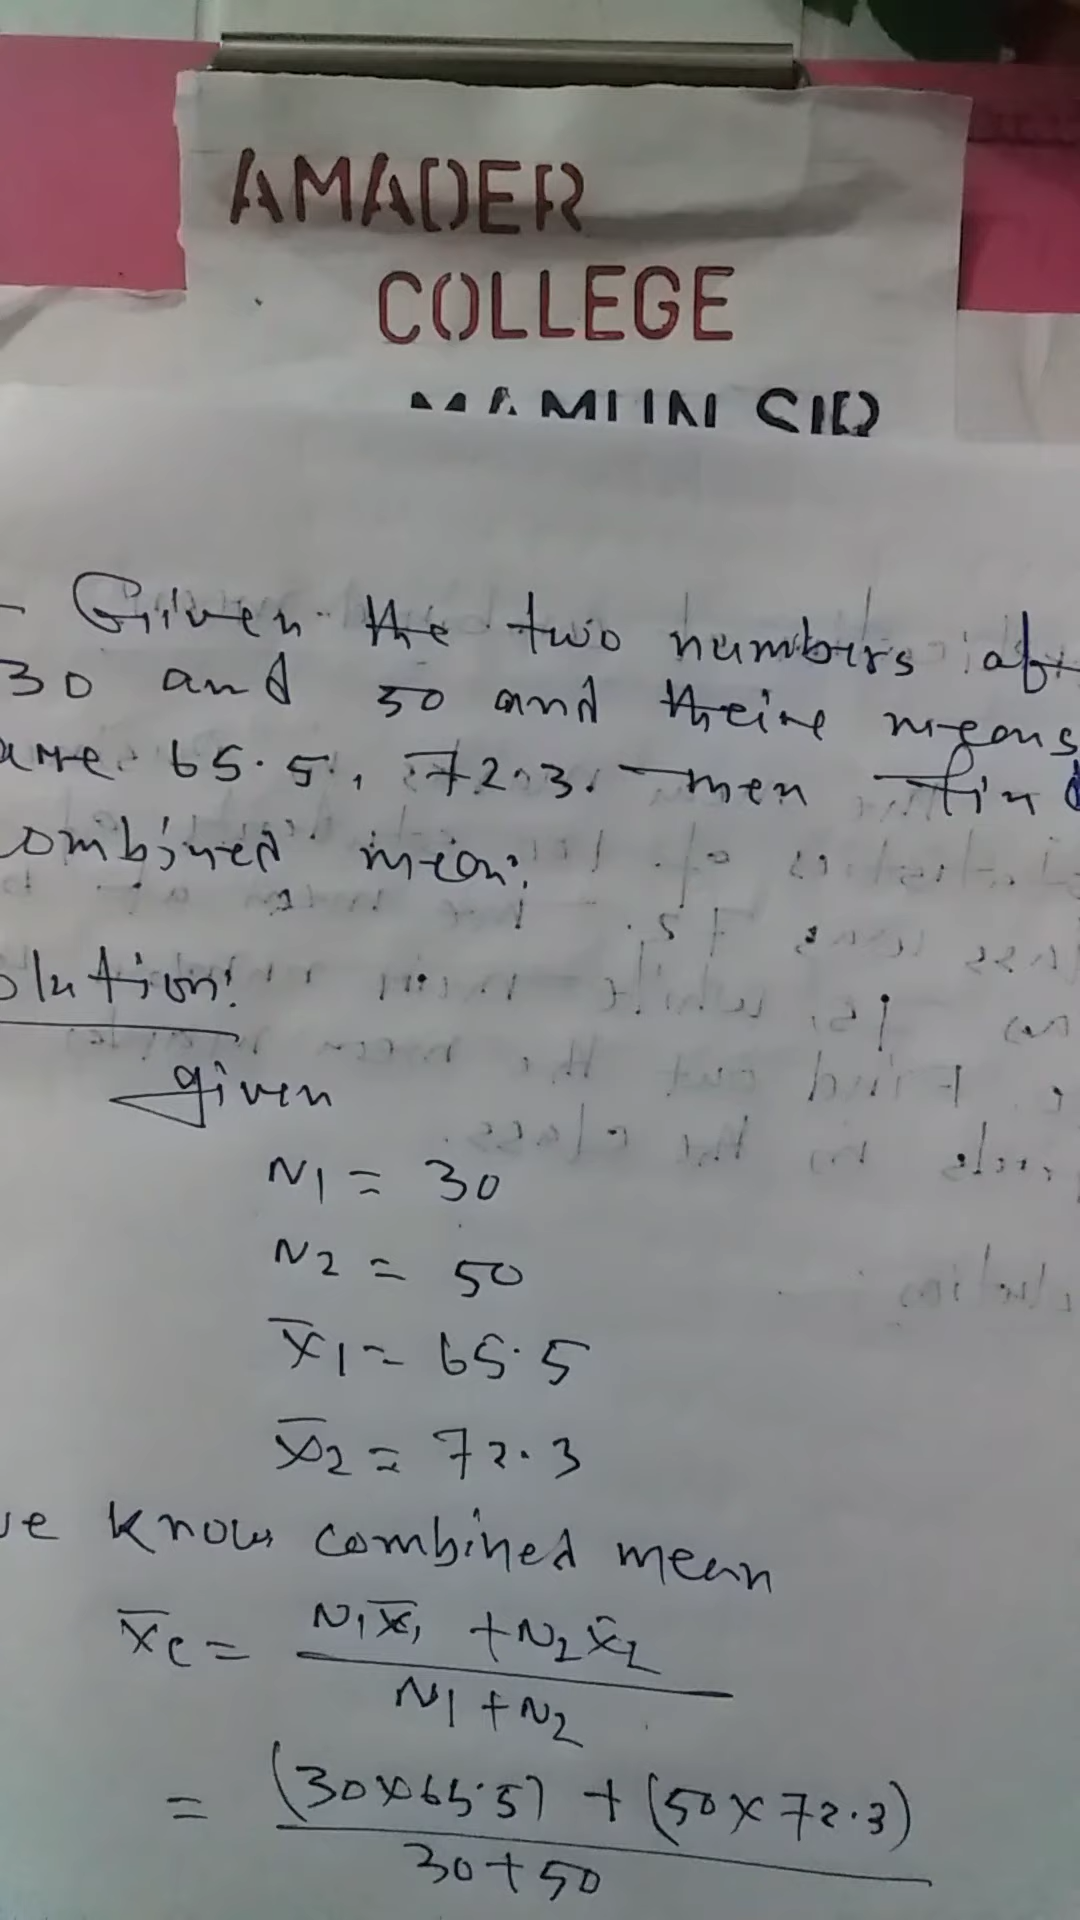 AMADER
COLLEGE
Given the two numbers of
30 and 50 and theire means
are 65.5, 72.3. Then find
combined mean.
olution:
given
N1 = 30
N2 = 50
x̄1 = 65.5
x̄2 = 72.3
we know combined mean
x̄c = N1x̄1 + N2x̄2
N1 + N2
= (30×65.5) + (50×72.3)
30+50